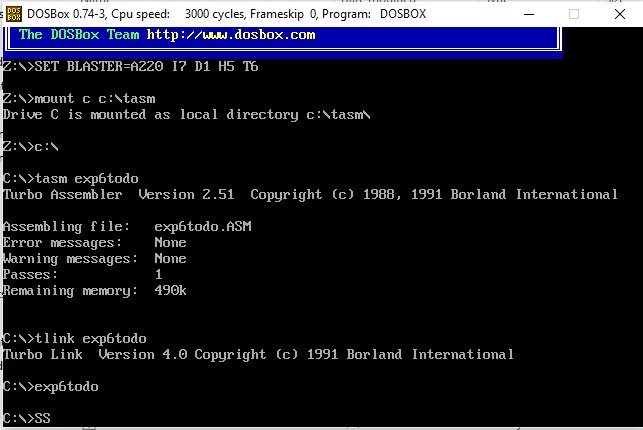 DOSBox 0.74-3, Cpu speed: 3000 cycles, Frameskip 0, Program: DOSBOX
The DOSBox Team http://www.dosbox.com
Z:\>SET BLASTER=A220 I7 D1 H5 T6
Z:\>mount c c:\tasm
Drive C is mounted as local directory c:\tasm\
Z:\>c:\
C:\>tasm exp6todo
Turbo Assembler  Version 2.51  Copyright (c) 1988, 1991 Borland International
Assembling file:   exp6todo.ASM
Error messages:    None
Warning messages:  None
Passes:            1
Remaining memory:  490k
C:\>tlink exp6todo
Turbo Link  Version 4.0 Copyright (c) 1991 Borland International
C:\>exp6todo
C:\>SS